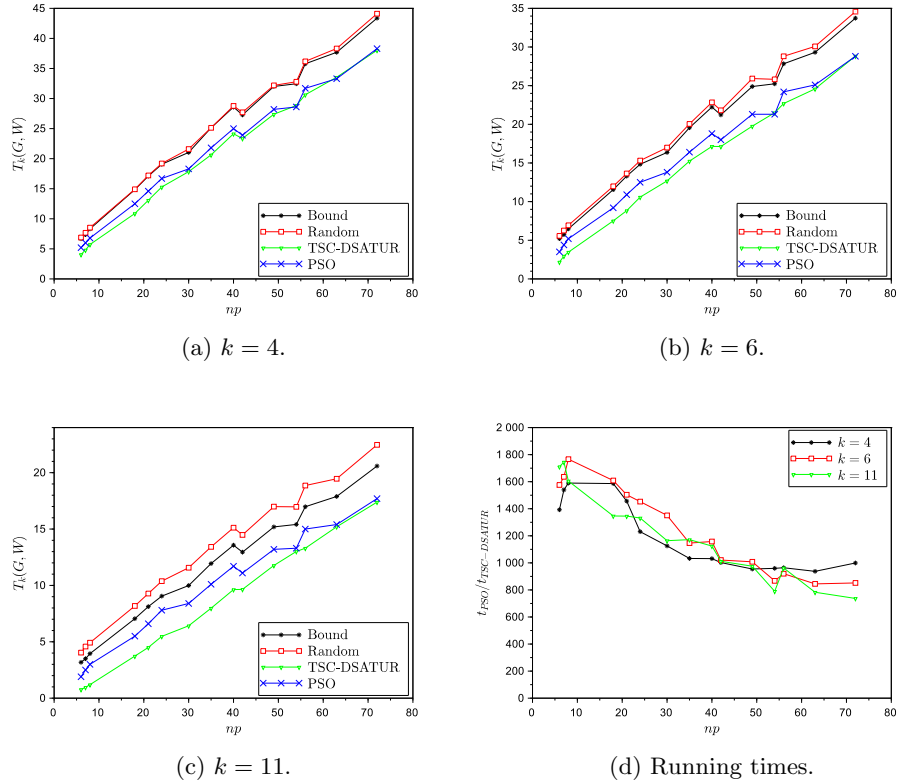 45
40
35
30
25
20
15
10
5
0
0 10 20 30 40 50 60 70 80
T_k(G, W)
np
Bound
Random
TSC-DSATUR
PSO
(a) k = 4.
35
30
25
20
15
10
5
0
0 10 20 30 40 50 60 70 80
T_k(G, W)
np
Bound
Random
TSC-DSATUR
PSO
(b) k = 6.
20
15
10
5
0
0 10 20 30 40 50 60 70 80
T_k(G, W)
np
Bound
Random
TSC-DSATUR
PSO
(c) k = 11.
2 000
1 800
1 600
1 400
1 200
1 000
800
600
400
200
0
0 10 20 30 40 50 60 70 80
t_PSO/t_TSC-DSATUR
np
k = 4
k = 6
k = 11
(d) Running times.